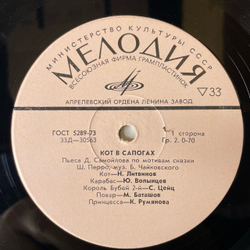 МИНИСТЕРСТВО КУЛЬТУРЫ СССР
МЕЛОДИЯ
ВСЕСОЮЗНАЯ ФИРМА ГРАМПЛАСТИНОК
▽33
АПРЕЛЕВСКИЙ ОРДЕНА ЛЕНИНА ЗАВОД
ГОСТ 5289-73
33Д—30563
1 сторона
Гр. 2. 0-70
КОТ В САПОГАХ
Пьеса Д. Самойлова по мотивам сказки
Ш. Перро, муз. Б. Чайковского
Кот—Н. Литвинов
Карабас—Ю. Волынцев
Король Бубей 2-й— С. Цейц
Повар—М. Баташов
Принцесса—К. Румянова